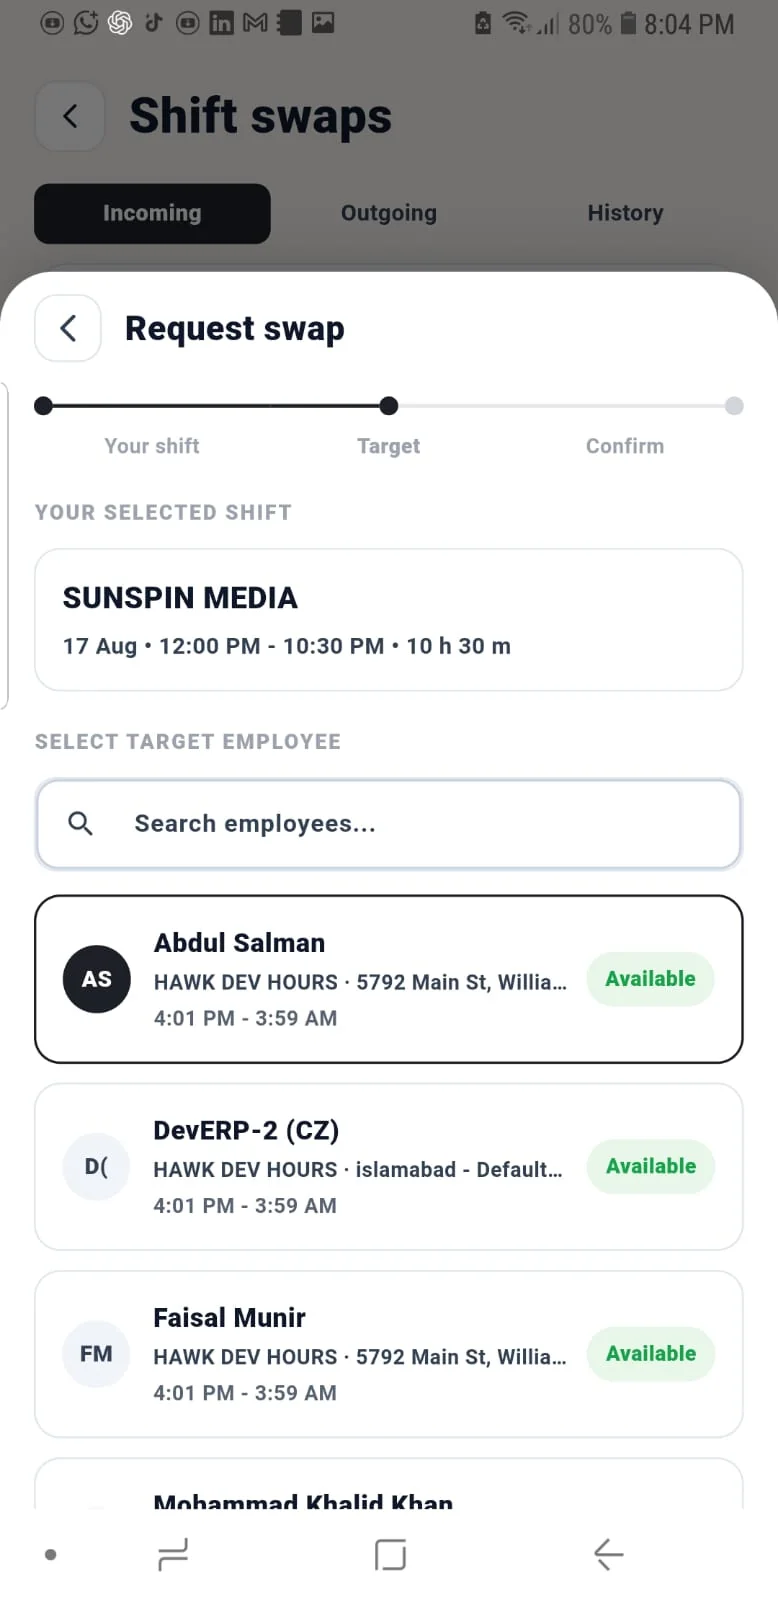 80% 8:04 PM
Shift swaps
Incoming Outgoing History
Request swap
Your shift Target Confirm
YOUR SELECTED SHIFT
SUNSPIN MEDIA
17 Aug • 12:00 PM - 10:30 PM • 10 h 30 m
SELECT TARGET EMPLOYEE
Search employees...
Abdul Salman
AS HAWK DEV HOURS · 5792 Main St, Willia... Available
4:01 PM - 3:59 AM
DevERP-2 (CZ)
D( HAWK DEV HOURS · islamabad - Default... Available
4:01 PM - 3:59 AM
Faisal Munir
FM HAWK DEV HOURS · 5792 Main St, Willia... Available
4:01 PM - 3:59 AM
Mohammad Khalid Khan